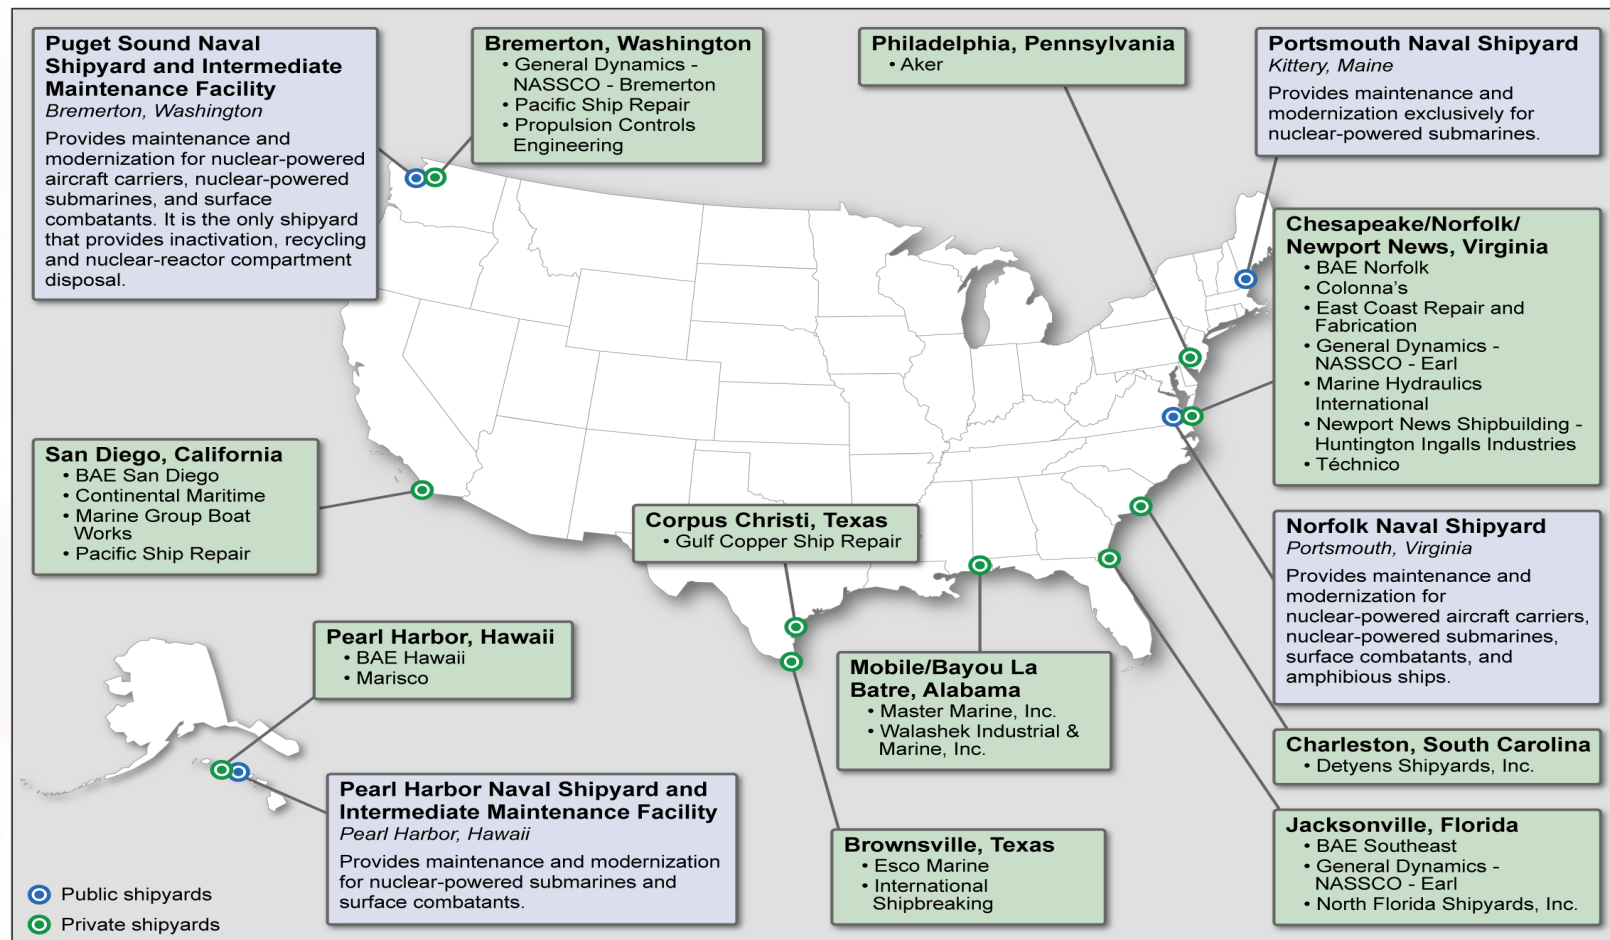 Puget Sound Naval
Shipyard and Intermediate
Maintenance Facility
Bremerton, Washington
Provides maintenance and
modernization for nuclear-powered
aircraft carriers, nuclear-powered
submarines, and surface
combatants. It is the only shipyard
that provides inactivation, recycling
and nuclear-reactor compartment
disposal.
Bremerton, Washington
• General Dynamics -
NASSCO - Bremerton
• Pacific Ship Repair
• Propulsion Controls
Engineering
Philadelphia, Pennsylvania
• Aker
Portsmouth Naval Shipyard
Kittery, Maine
Provides maintenance and
modernization exclusively for
nuclear-powered submarines.
Chesapeake/Norfolk/
Newport News, Virginia
• BAE Norfolk
• Colonna’s
• East Coast Repair and
Fabrication
• General Dynamics -
NASSCO - Earl
• Marine Hydraulics
International
• Newport News Shipbuilding -
Huntington Ingalls Industries
• Téchnico
San Diego, California
• BAE San Diego
• Continental Maritime
• Marine Group Boat
Works
• Pacific Ship Repair
Corpus Christi, Texas
• Gulf Copper Ship Repair
Norfolk Naval Shipyard
Portsmouth, Virginia
Provides maintenance and
modernization for
nuclear-powered aircraft carriers,
nuclear-powered submarines,
surface combatants, and
amphibious ships.
Pearl Harbor, Hawaii
• BAE Hawaii
• Marisco
Mobile/Bayou La
Batre, Alabama
• Master Marine, Inc.
• Walashek Industrial &
Marine, Inc.
Charleston, South Carolina
• Detyens Shipyards, Inc.
Pearl Harbor Naval Shipyard and
Intermediate Maintenance Facility
Pearl Harbor, Hawaii
Provides maintenance and modernization
for nuclear-powered submarines and
surface combatants.
Brownsville, Texas
• Esco Marine
• International
Shipbreaking
Jacksonville, Florida
• BAE Southeast
• General Dynamics -
NASSCO - Earl
• North Florida Shipyards, Inc.
Public shipyards
Private shipyards